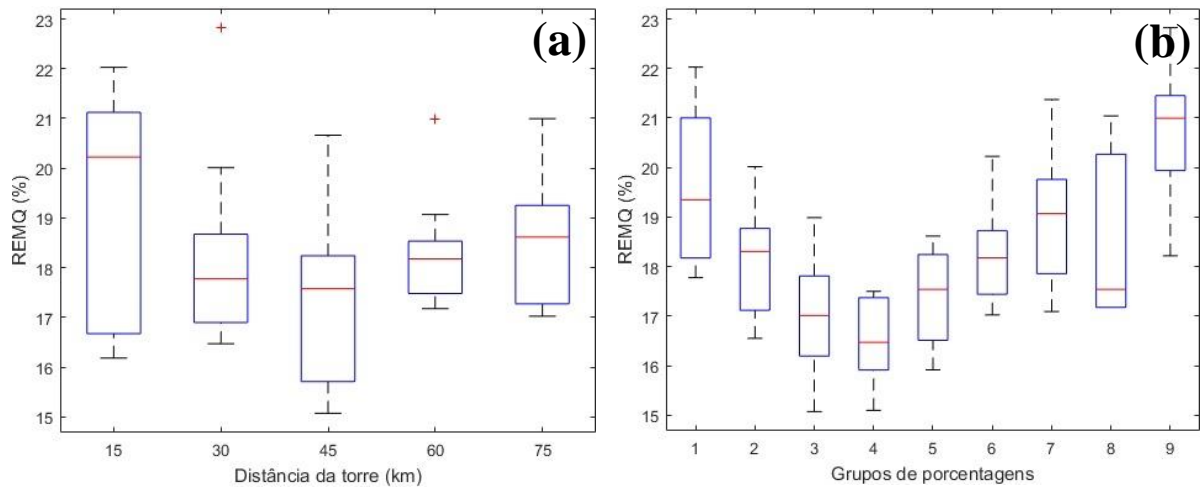 (a)
REMQ (%)
23
22
21
20
19
18
17
16
15
15 30 45 60 75
Distância da torre (km)
(b)
REMQ (%)
23
22
21
20
19
18
17
16
15
1 2 3 4 5 6 7 8 9
Grupos de porcentagens